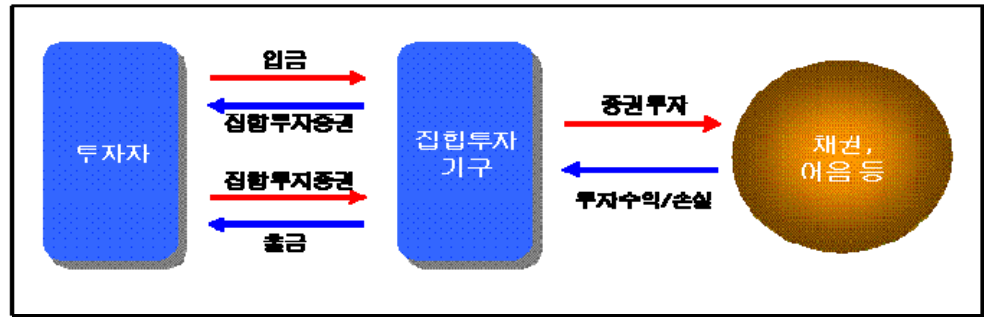 입금
집합투자증권
투자자
집합투자증권
출금
집합투자
기구
증권투자
투자수익/손실
채권,
어음 등